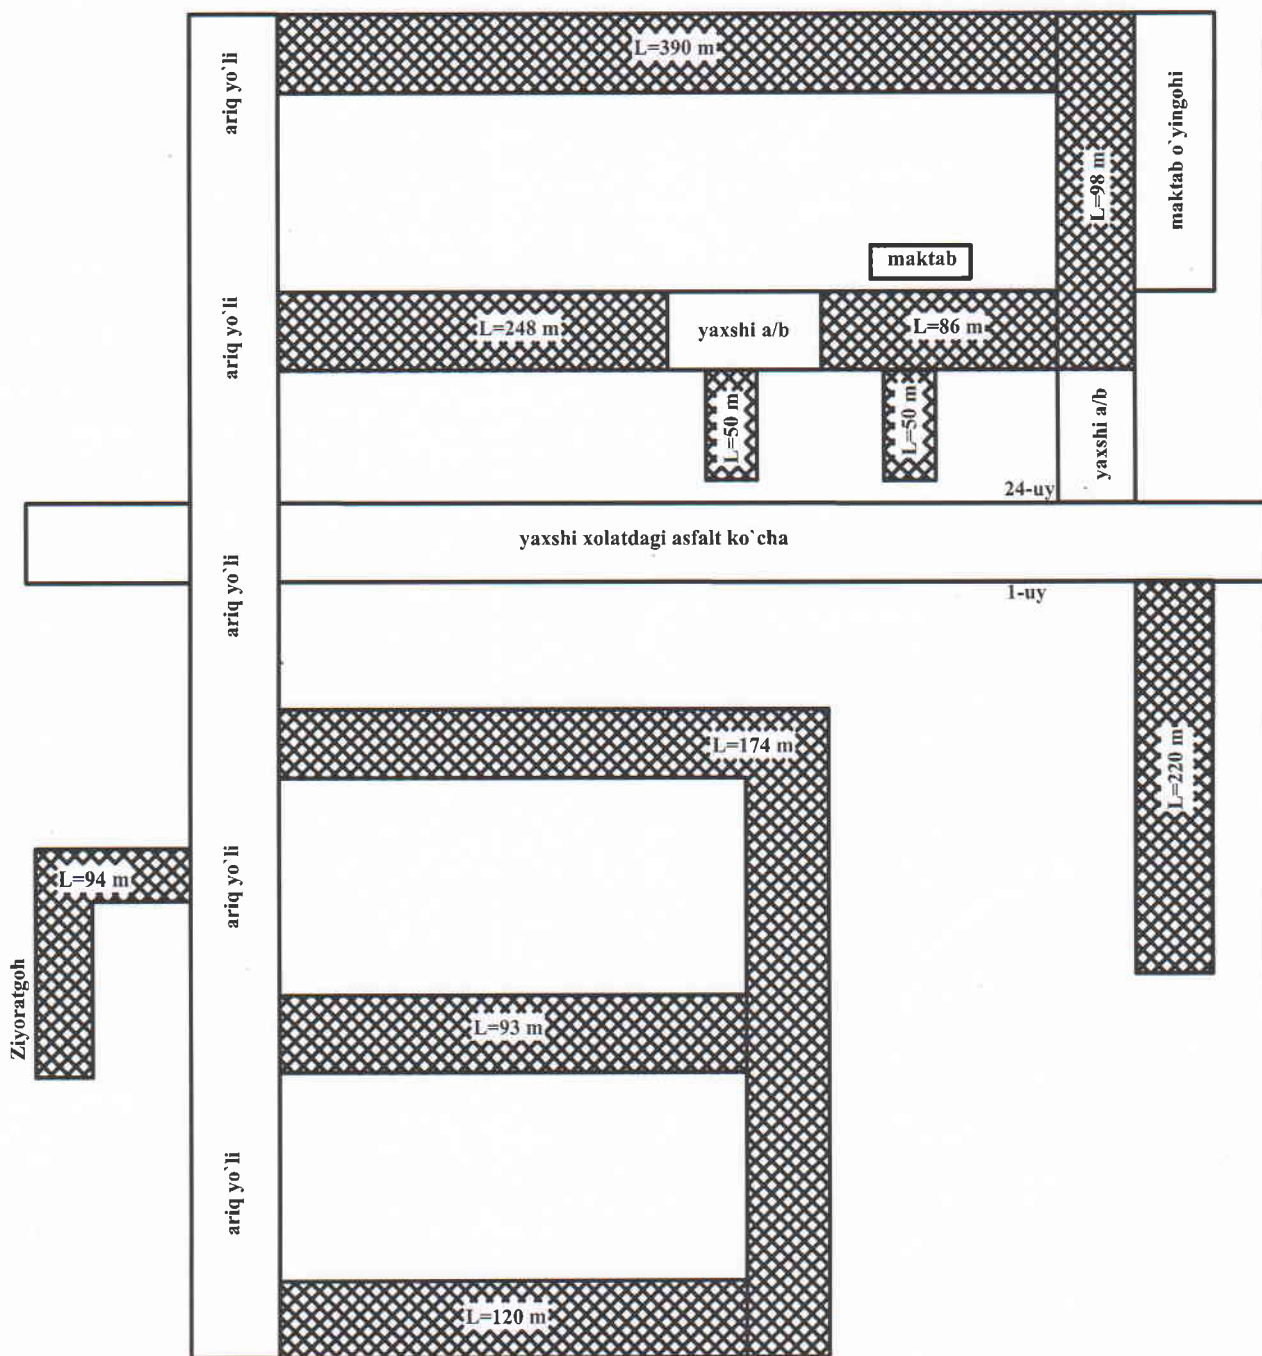 L=390 m
ariq yo`li
L=98 m
maktab o`yingohi
maktab
ariq yo`li
L=248 m
yaxshi a/b
L=86 m
L=50 m
L=50 m
yaxshi a/b
24-uy
yaxshi xolatdagi asfalt ko`cha
ariq yo`li
1-uy
L=174 m
L=220 m
L=94 m
ariq yo`li
Ziyoratgoh
L=93 m
ariq yo`li
L=120 m